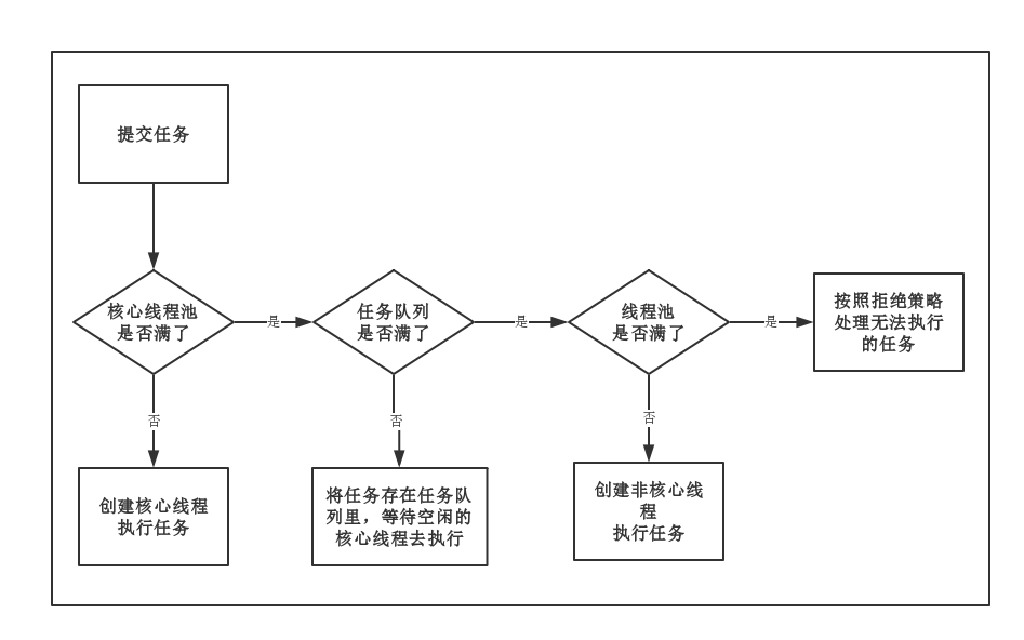 提交任务
核心线程池
是否满了
是
任务队列
是否满了
是
线程池
是否满了
是
按照拒绝策略
处理无法执行
的任务
否
否
否
创建核心线程
执行任务
将任务存在任务队
列里，等待空闲的
核心线程去执行
创建非核心线
程
执行任务